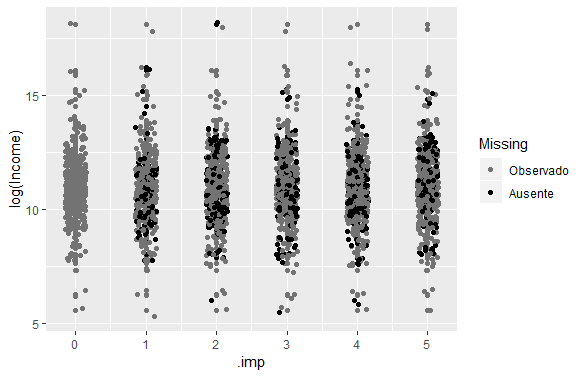 log(Income)
15
10
5
0 1 2 3 4 5
.imp
Missing
Observado
Ausente